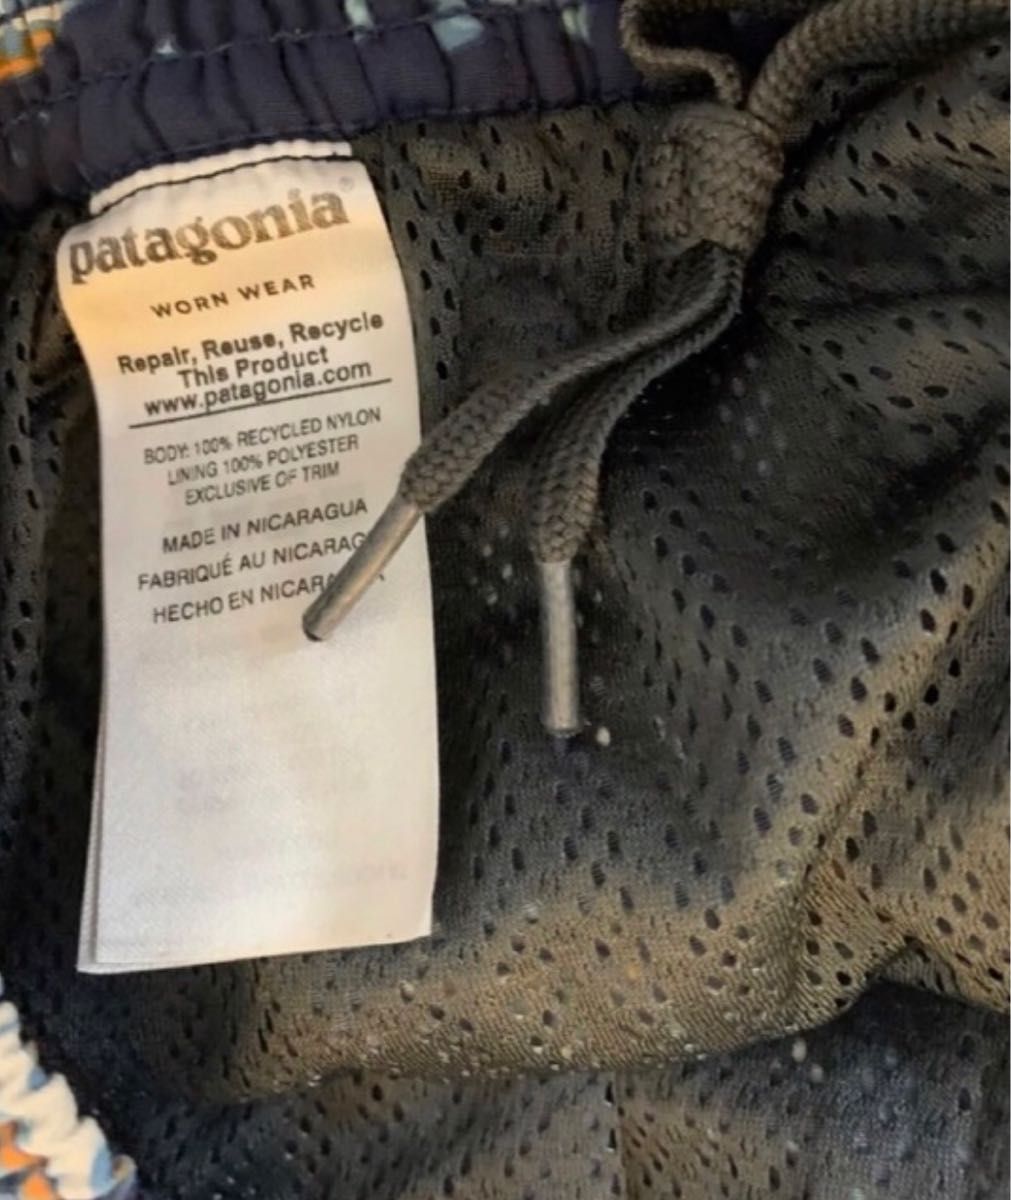 patagonia®
WORN WEAR
Repair, Reuse, Recycle
This Product
www.patagonia.com
BODY: 100% RECYCLED NYLON
LINING 100% POLYESTER
EXCLUSIVE OF TRIM
MADE IN NICARAGUA
FABRIQUÉ AU NICARAG
HECHO EN NICARA